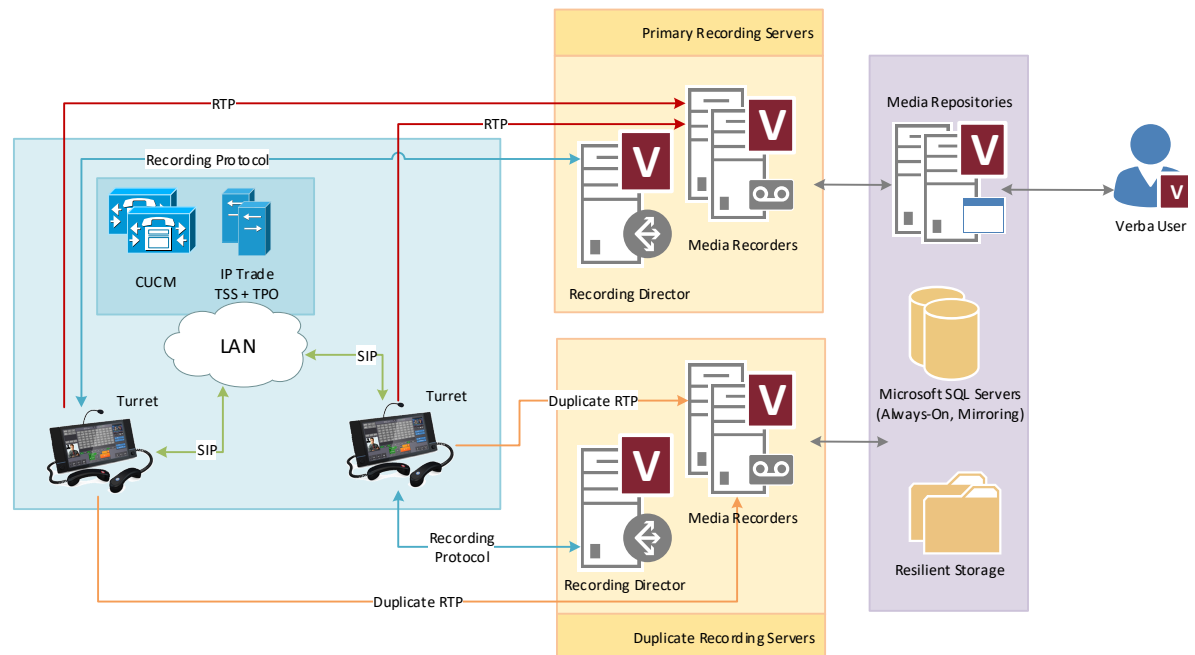 Primary Recording Servers
RTP
RTP
Recording Protocol
CUCM
IP Trade
TSS + TPO
LAN
SIP
SIP
Turret
Turret
V
V
Media Recorders
Recording Director
Media Repositories
V
V
Verba User
Microsoft SQL Servers
(Always-On, Mirroring)
Resilient Storage
Duplicate RTP
V
V
Media Recorders
Recording
Protocol
Recording Director
Duplicate RTP
Duplicate Recording Servers